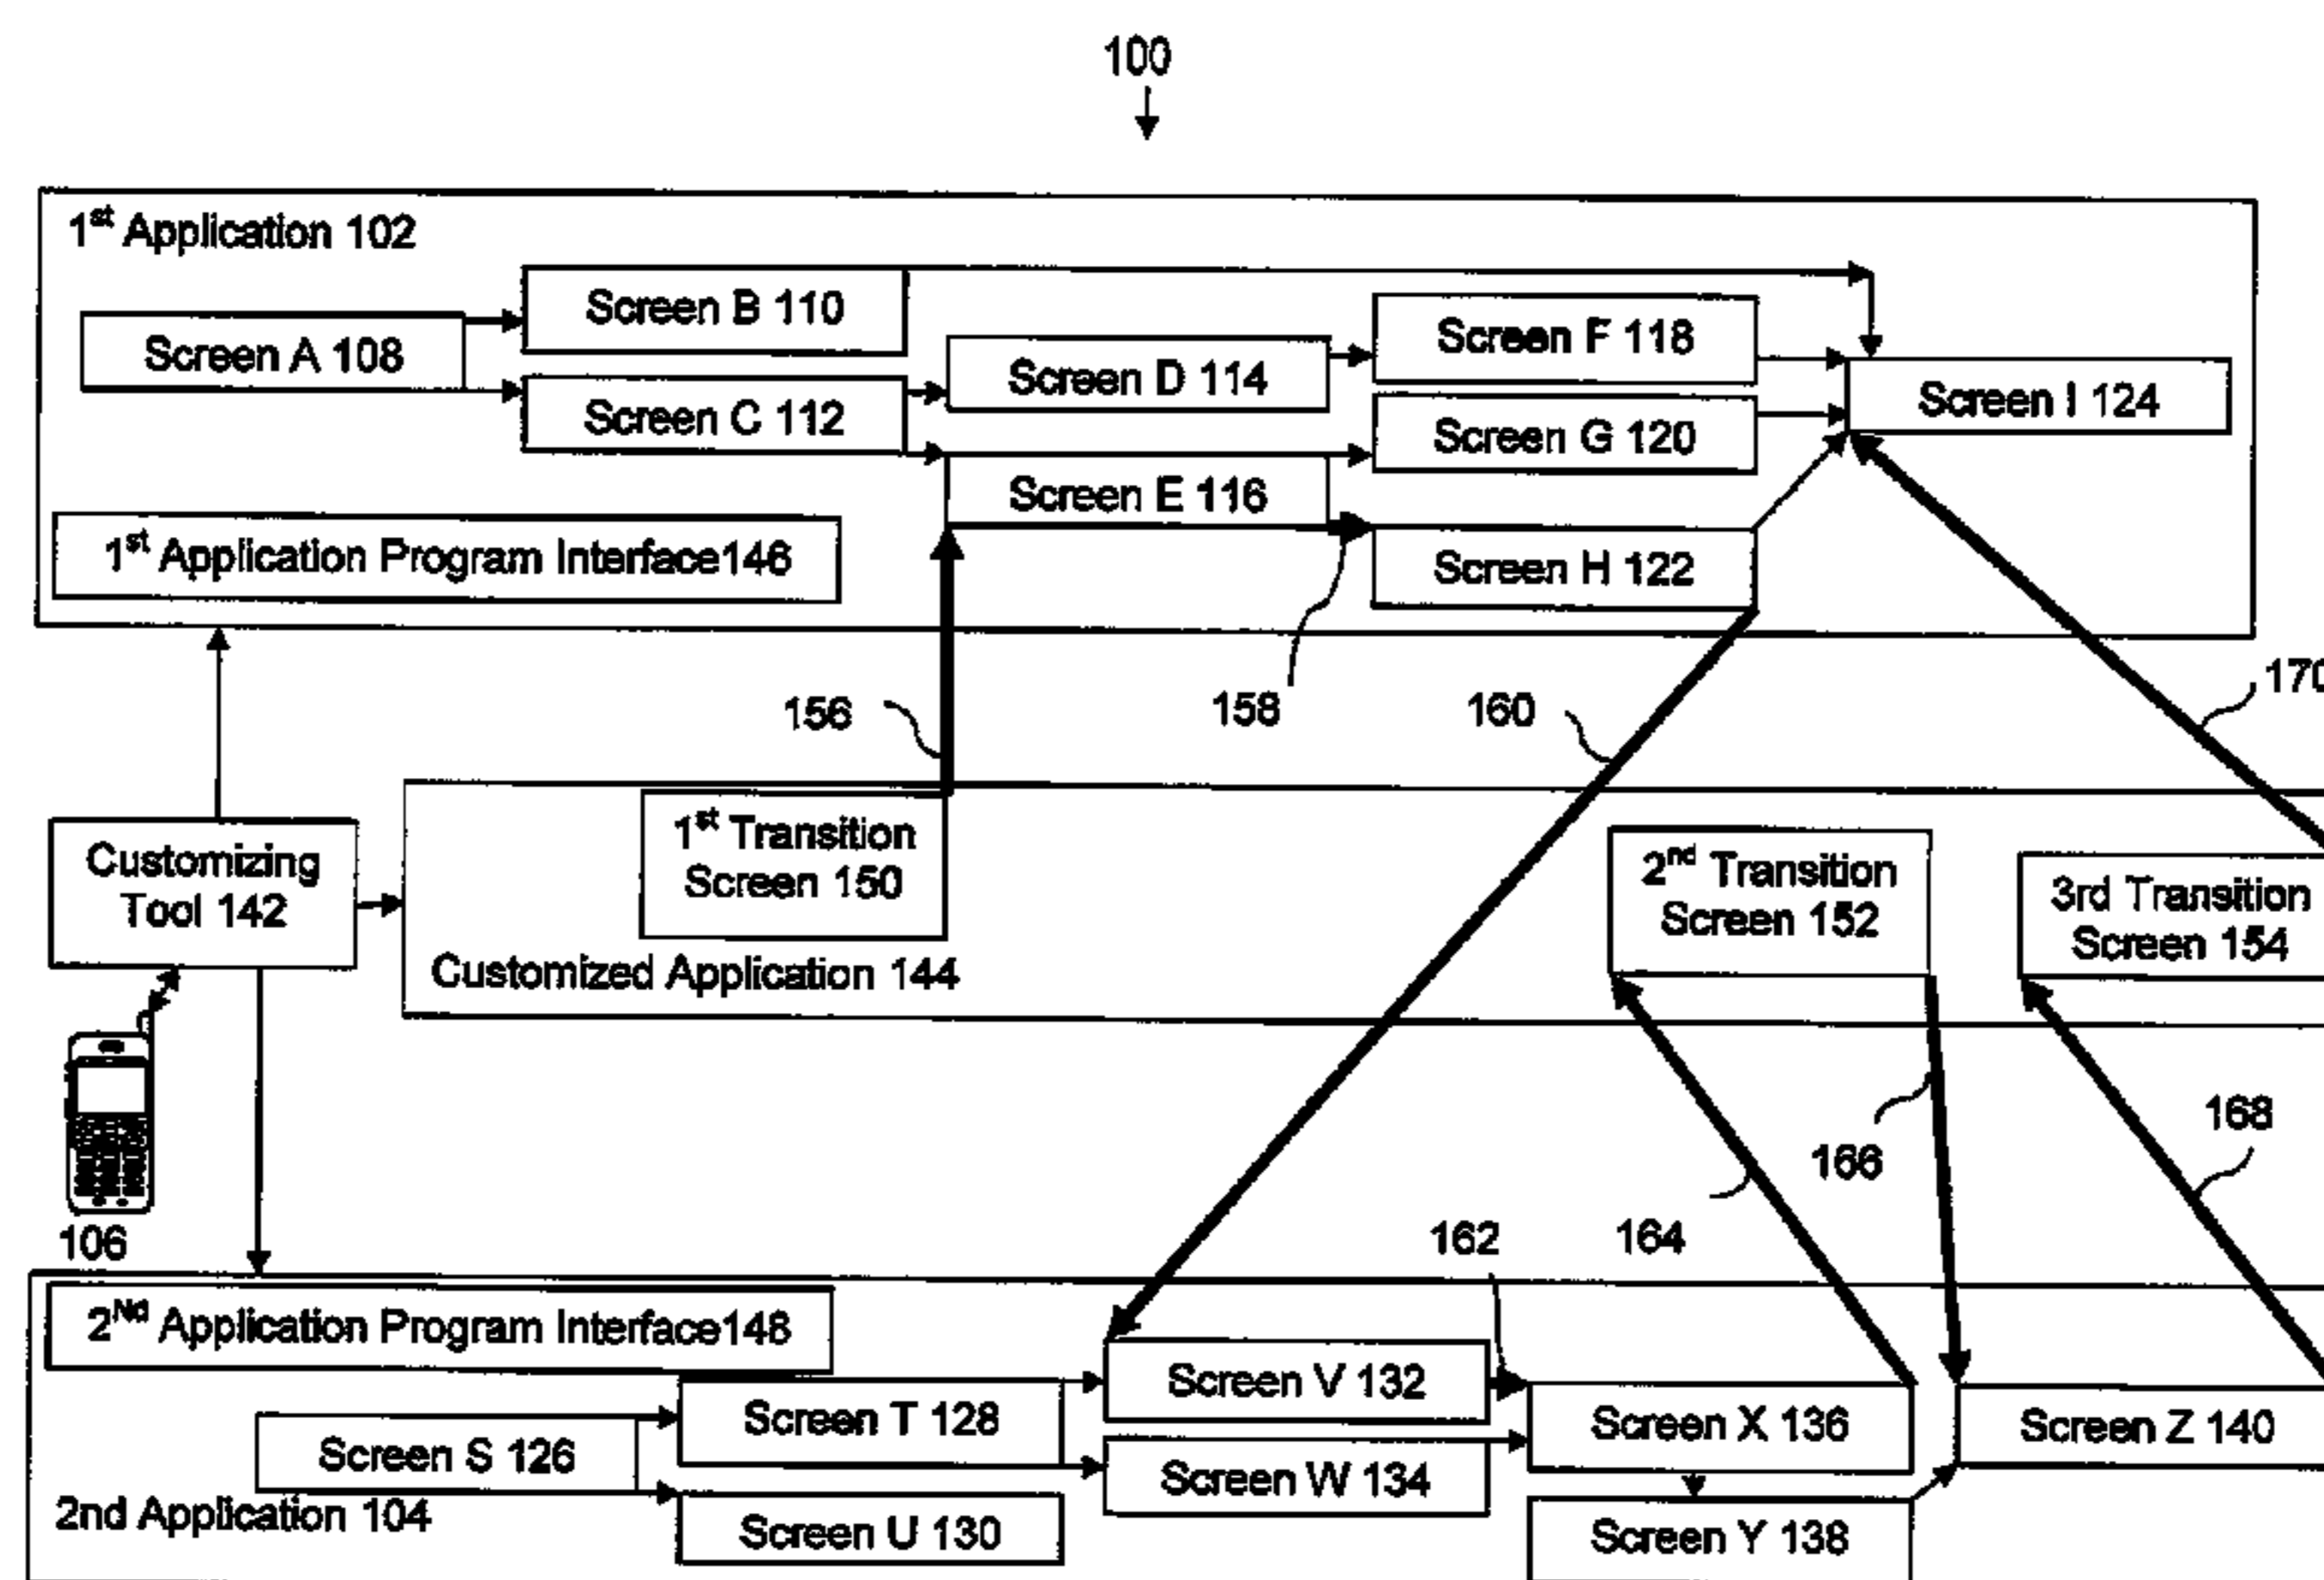 100
1st Application 102
Screen B 110
Screen A 108
Screen F 118
Screen D 114
Screen I 124
Screen C 112
Screen G 120
Screen E 116
1st Application Program Interface146
Screen H 122
170
156
158
160
1st Transition
Screen 150
Customizing
Tool 142
2nd Transition
Screen 152
3rd Transition
Screen 154
Customized Application 144
168
166
106
162
164
2Nd Application Program Interface148
Screen V 132
Screen T 128
Screen X 136
Screen Z 140
Screen S 126
Screen W 134
2nd Application 104
Screen U 130
Screen Y 138